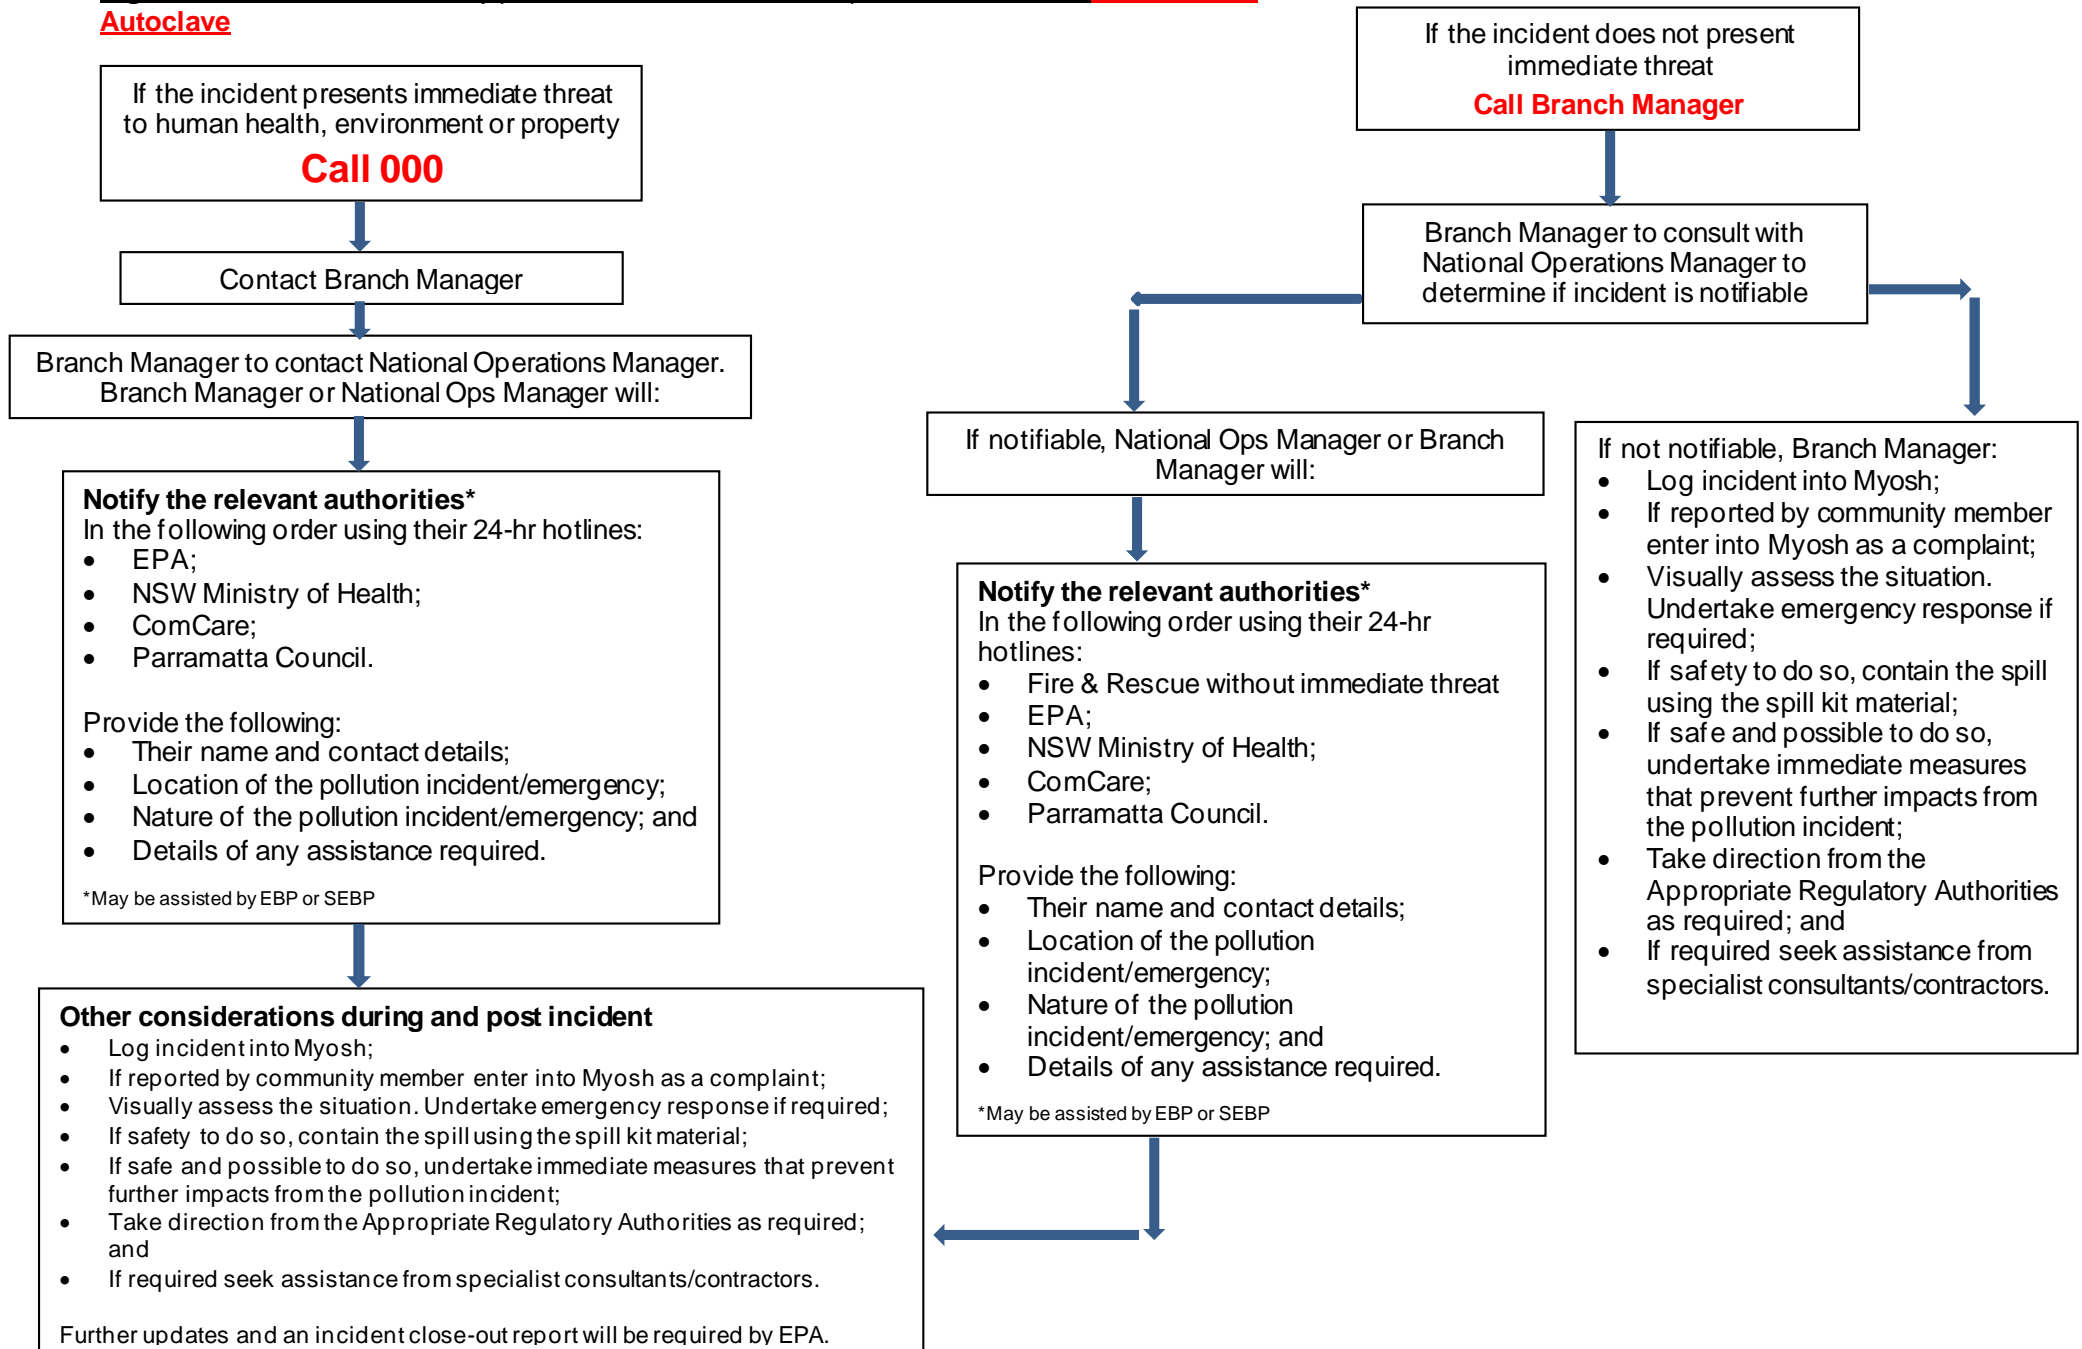 Autoclave
If the incident presents immediate threat
to human health, environment or property
Call 000
Contact Branch Manager
Branch Manager to contact National Operations Manager.
Branch Manager or National Ops Manager will:
Notify the relevant authorities*
In the following order using their 24-hr hotlines:
• EPA;
• NSW Ministry of Health;
• ComCare;
• Parramatta Council.
Provide the following:
• Their name and contact details;
• Location of the pollution incident/emergency;
• Nature of the pollution incident/emergency; and
• Details of any assistance required.
*May be assisted by EBP or SEBP
Other considerations during and post incident
• Log incident into Myosh;
• If reported by community member enter into Myosh as a complaint;
• Visually assess the situation. Undertake emergency response if required;
• If safety to do so, contain the spill using the spill kit material;
• If safe and possible to do so, undertake immediate measures that prevent
further impacts from the pollution incident;
• Take direction from the Appropriate Regulatory Authorities as required;
and
• If required seek assistance from specialist consultants/contractors.
Further updates and an incident close-out report will be required by EPA.
If the incident does not present
immediate threat
Call Branch Manager
Branch Manager to consult with
National Operations Manager to
determine if incident is notifiable
If notifiable, National Ops Manager or Branch
Manager will:
Notify the relevant authorities*
In the following order using their 24-hr
hotlines:
• Fire & Rescue without immediate threat
• EPA;
• NSW Ministry of Health;
• ComCare;
• Parramatta Council.
Provide the following:
• Their name and contact details;
• Location of the pollution
incident/emergency;
• Nature of the pollution
incident/emergency; and
• Details of any assistance required.
*May be assisted by EBP or SEBP
If not notifiable, Branch Manager:
• Log incident into Myosh;
• If reported by community member
enter into Myosh as a complaint;
• Visually assess the situation.
Undertake emergency response if
required;
• If safety to do so, contain the spill
using the spill kit material;
• If safe and possible to do so,
undertake immediate measures
that prevent further impacts from
the pollution incident;
• Take direction from the
Appropriate Regulatory Authorities
as required; and
• If required seek assistance from
specialist consultants/contractors.